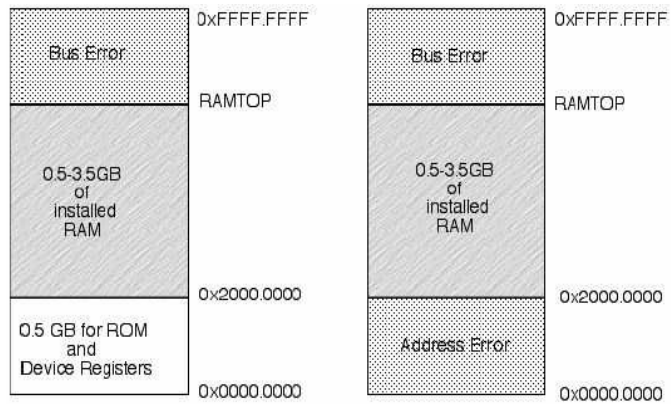 0xFFFF.FFFF
Bus Error
RAMTOP
0.5-3.5GB
of
installed
RAM
0x2000.0000
0.5 GB for ROM
and
Device Registers
0x0000.0000
0xFFFF.FFFF
Bus Error
RAMTOP
0.5-3.5GB
of
installed
RAM
0x2000.0000
Address Error
0x0000.0000